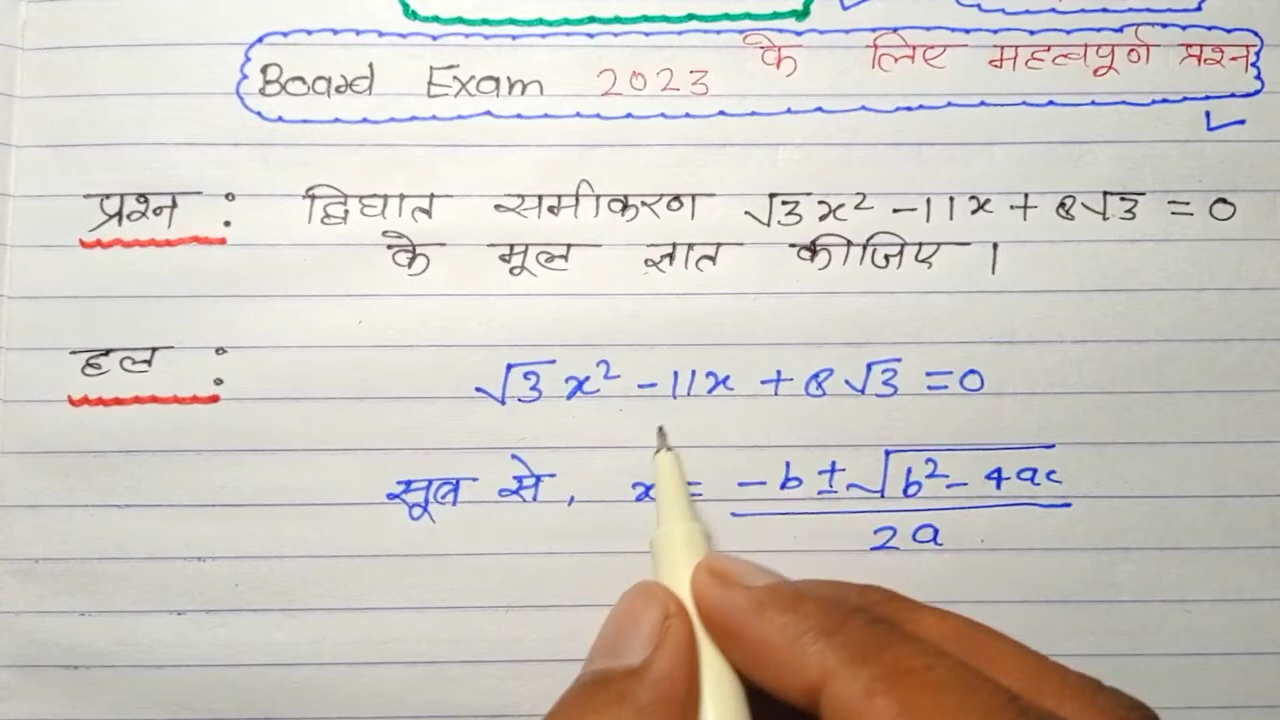 Board Exam 2023 के लिए महत्वपूर्ण प्रश्न
प्रश्न : द्विघात समीकरण √3x² - 11x + 8√3 = 0
के मूल ज्ञात कीजिए ।
हल :
√3x² - 11x + 8√3 = 0
सूत्र से, x = (-b ± √(b² - 4ac)) / 2a